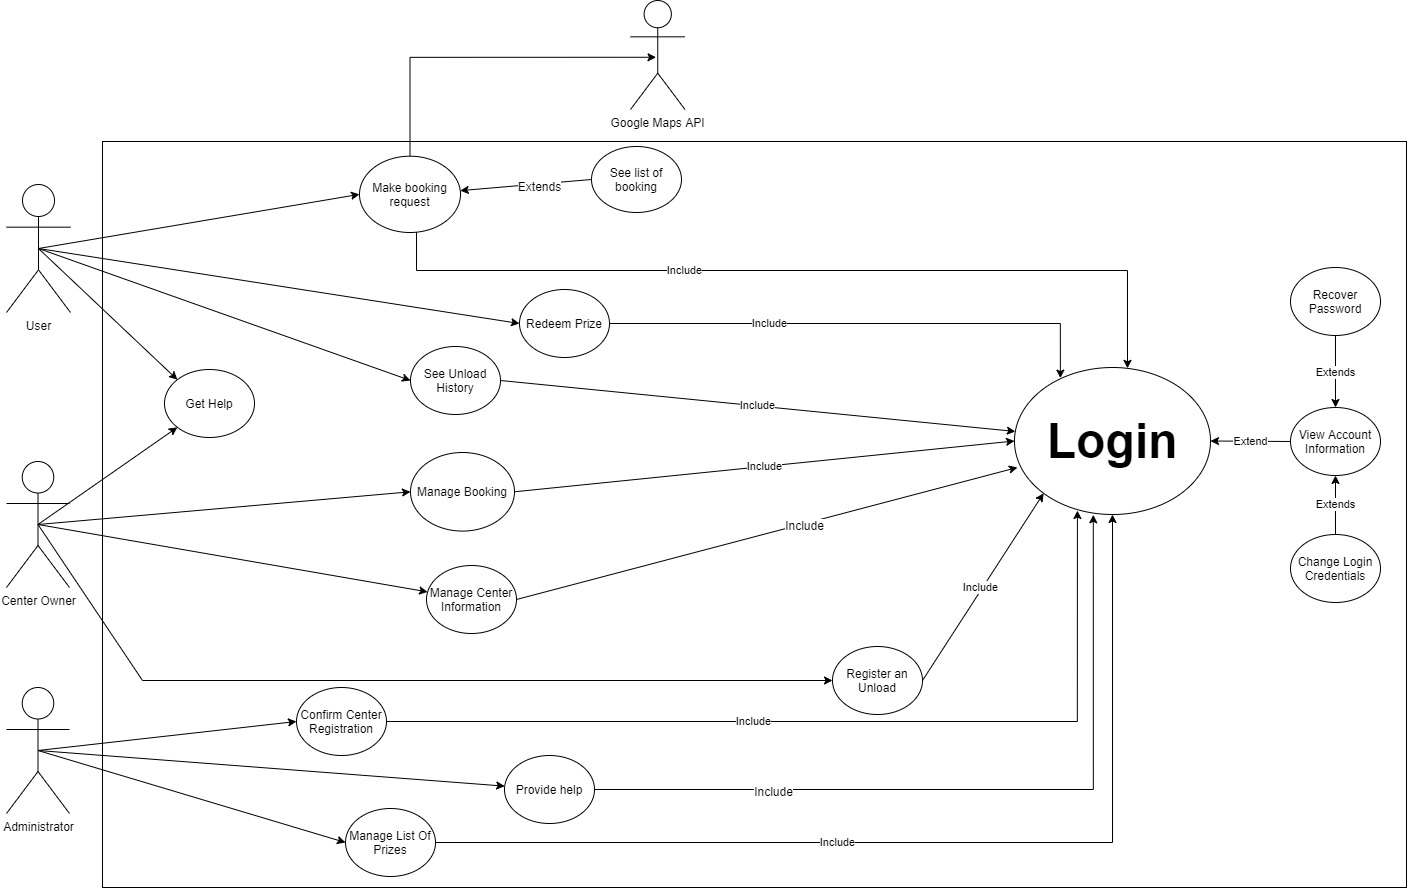 Google Maps API
Make booking
request
Extends
See list of
booking
User
Include
Recover
Password
Redeem Prize
Include
Extends
See Unload
History
Get Help
Include
Login
Extend
View Account
Information
Manage Booking
Include
Extends
Include
Change Login
Credentials
Center Owner
Manage Center
Information
Include
Register an
Unload
Confirm Center
Registration
Include
Provide help
Include
Administrator
Manage List Of
Prizes
Include